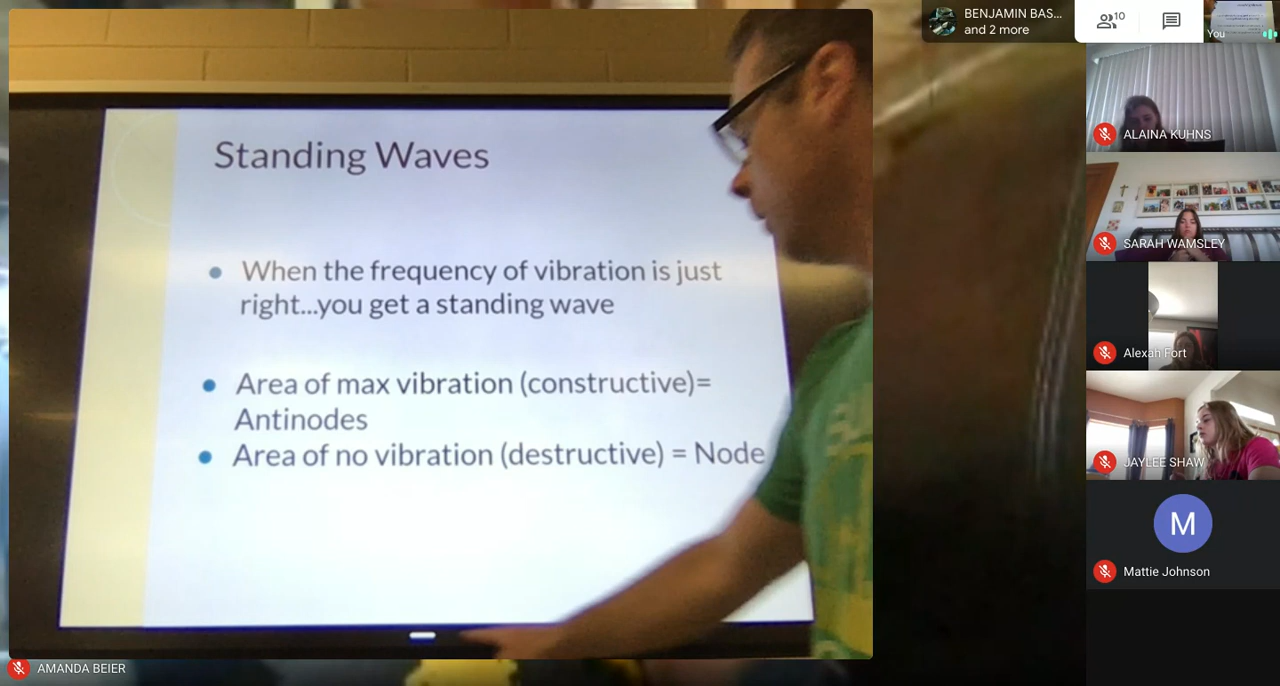 Standing Waves
When the frequency of vibration is just
right...you get a standing wave
Area of max vibration (constructive)=
Antinodes
Area of no vibration (destructive) = Node
AMANDA BEIER
BENJAMIN BAS...
and 2 more
10
You
ALAINA KUHNS
SARAH WAMSLEY
Alexah Fort
JAYLEE SHAW
M
Mattie Johnson